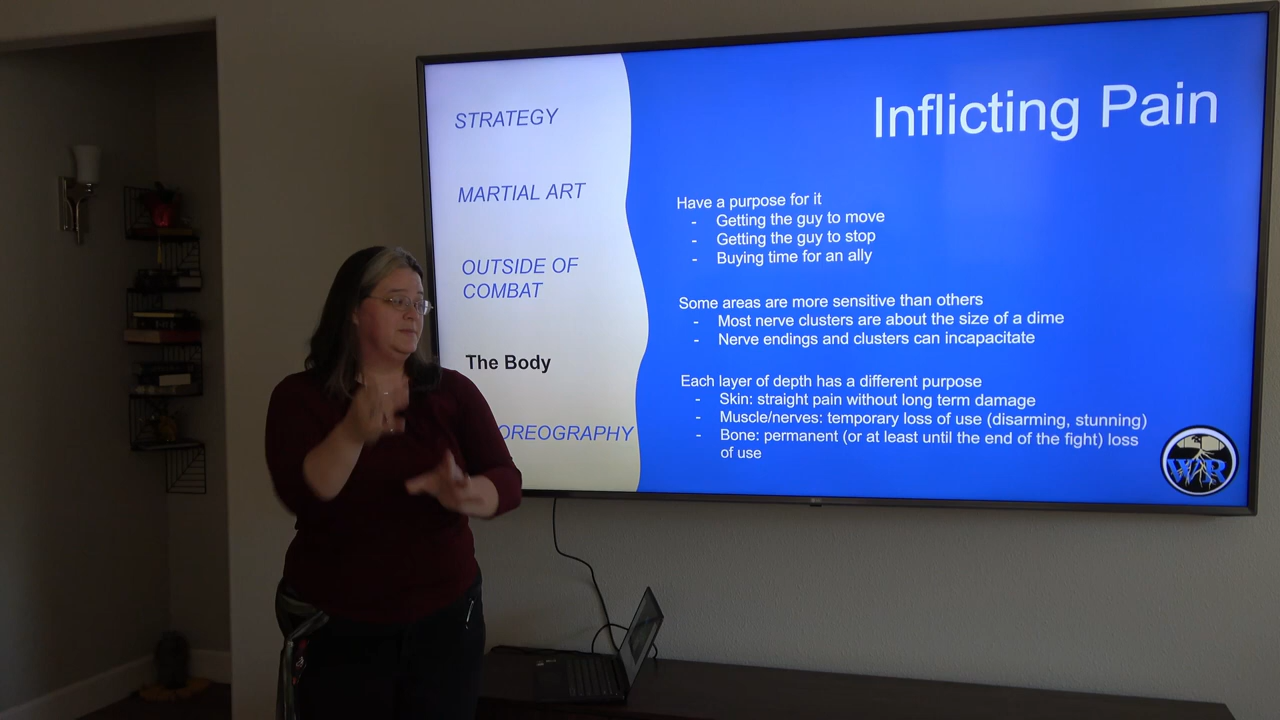 STRATEGY
MARTIAL ART
OUTSIDE OF
COMBAT
The Body
OREOGRAPHY
Inflicting Pain
Have a purpose for it
- Getting the guy to move
- Getting the guy to stop
- Buying time for an ally
Some areas are more sensitive than others
- Most nerve clusters are about the size of a dime
- Nerve endings and clusters can incapacitate
Each layer of depth has a different purpose
- Skin: straight pain without long term damage
- Muscle/nerves: temporary loss of use (disarming, stunning)
- Bone: permanent (or at least until the end of the fight) loss
of use
WR